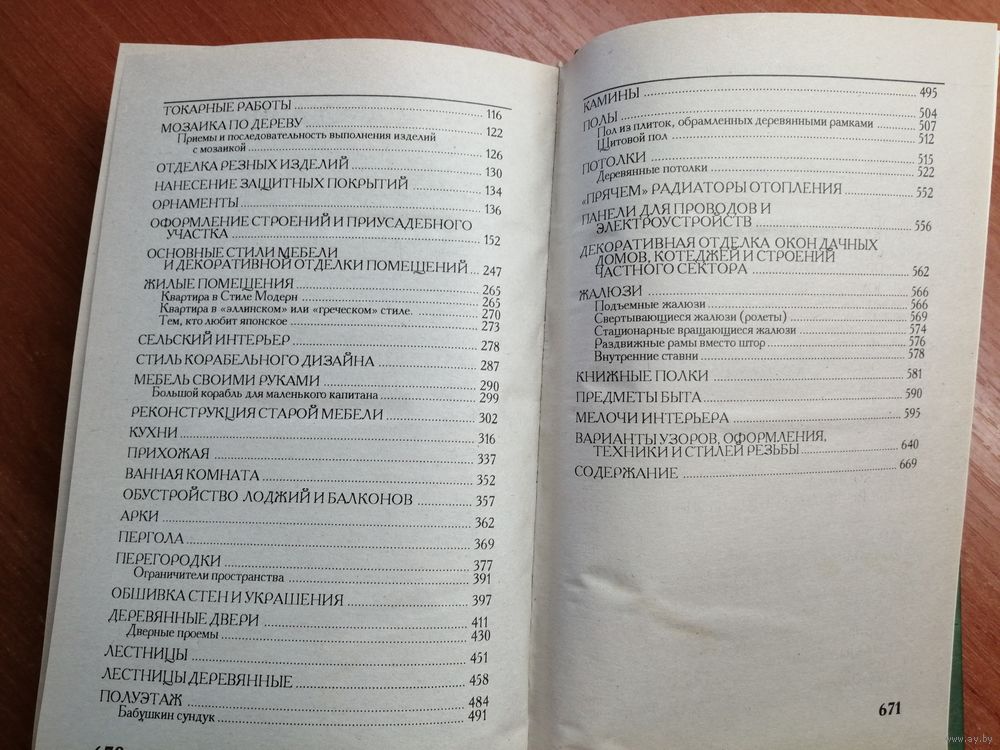 ТОКАРНЫЕ РАБОТЫ 116
МОЗАИКА ПО ДЕРЕВУ 122
Приемы и последовательность выполнения изделий
с мозаикой 126
ОТДЕЛКА РЕЗНЫХ ИЗДЕЛИЙ 130
НАНЕСЕНИЕ ЗАЩИТНЫХ ПОКРЫТИЙ 134
ОРНАМЕНТЫ 136
ОФОРМЛЕНИЕ СТРОЕНИЙ И ПРИУСАДЕБНОГО
УЧАСТКА 152
ОСНОВНЫЕ СТИЛИ МЕБЕЛИ
И ДЕКОРАТИВНОЙ ОТДЕЛКИ ПОМЕЩЕНИЙ 247
ЖИЛЫЕ ПОМЕЩЕНИЯ 265
Квартира в Стиле Модерн 265
Квартира в «эллинском» или «греческом» стиле. 270
Тем, кто любит японское 273
СЕЛЬСКИЙ ИНТЕРЬЕР 278
СТИЛЬ КОРАБЕЛЬНОГО ДИЗАЙНА 287
МЕБЕЛЬ СВОИМИ РУКАМИ 290
Большой корабль для маленького капитана 299
РЕКОНСТРУКЦИЯ СТАРОЙ МЕБЕЛИ 302
КУХНИ 316
ПРИХОЖАЯ 337
ВАННАЯ КОМНАТА 352
ОБУСТРОЙСТВО ЛОДЖИЙ И БАЛКОНОВ 357
АРКИ 362
ПЕРГОЛА 369
ПЕРЕГОРОДКИ 377
Ограничители пространства 391
ОБШИВКА СТЕН И УКРАШЕНИЯ 397
ДЕРЕВЯННЫЕ ДВЕРИ 411
Дверные проемы 430
ЛЕСТНИЦЫ 451
ЛЕСТНИЦЫ ДЕРЕВЯННЫЕ 458
ПОЛУЭТАЖ 484
Бабушкин сундук 491
КАМИНЫ 495
ПОЛЫ 504
Пол из плиток, обрамленных деревянными рамками 507
Щитовой пол 512
ПОТОЛКИ 515
Деревянные потолки 522
«ПРЯЧЕМ» РАДИАТОРЫ ОТОПЛЕНИЯ 552
ПАНЕЛИ ДЛЯ ПРОВОДОВ И
ЭЛЕКТРОУСТРОЙСТВ 556
ДЕКОРАТИВНАЯ ОТДЕЛКА ОКОН ДАЧНЫХ
ДОМОВ, КОТЕДЖЕЙ И СТРОЕНИЙ
ЧАСТНОГО СЕКТОРА 562
ЖАЛЮЗИ 566
Подъемные жалюзи 566
Свертывающиеся жалюзи (ролеты) 569
Стационарные вращающиеся жалюзи 574
Раздвижные рамы вместо штор 576
Внутренние ставни 578
КНИЖНЫЕ ПОЛКИ 581
ПРЕДМЕТЫ БЫТА 590
МЕЛОЧИ ИНТЕРЬЕРА 595
ВАРИАНТЫ УЗОРОВ, ОФОРМЛЕНИЯ,
ТЕХНИКИ И СТИЛЕЙ РЕЗЬБЫ 640
СОДЕРЖАНИЕ 669
671
www.ay.by